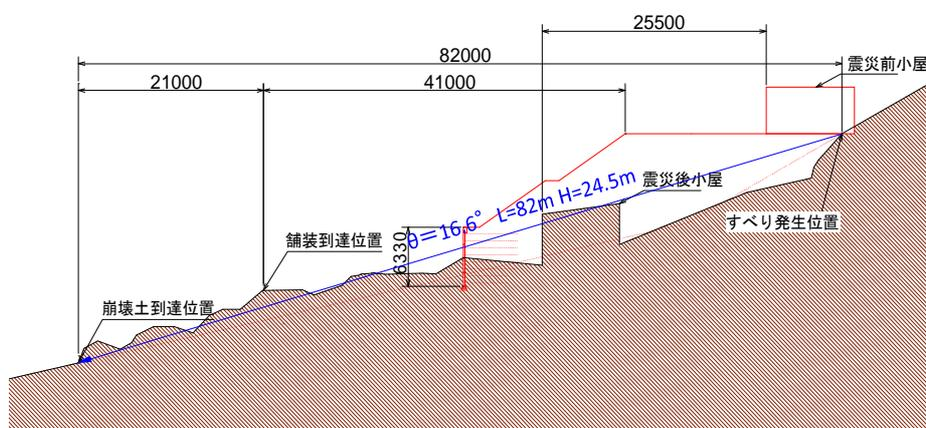 25500
82000
震災前小屋
21000
41000
震災後小屋
θ=16.6° L=82m H=24.5m
すべり発生位置
舗装到達位置
6330
崩壊土到達位置